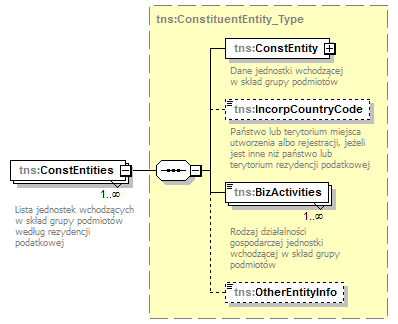 tns:ConstituentEntity_Type
tns:ConstEntity
Dane jednostki wchodzącej
w skład grupy podmiotów
tns:IncorpCountryCode
Państwo lub terytorium miejsca
utworzenia albo rejestracji, jeżeli
jest inne niż państwo lub
terytorium rezydencji podatkowej
tns:ConstEntities
1..∞
Lista jednostek wchodzących
w skład grupy podmiotów
według rezydencji
podatkowej
tns:BizActivities
1..∞
Rodzaj działalności
gospodarczej jednostki
wchodzącej w skład grupy
podmiotów
tns:OtherEntityInfo